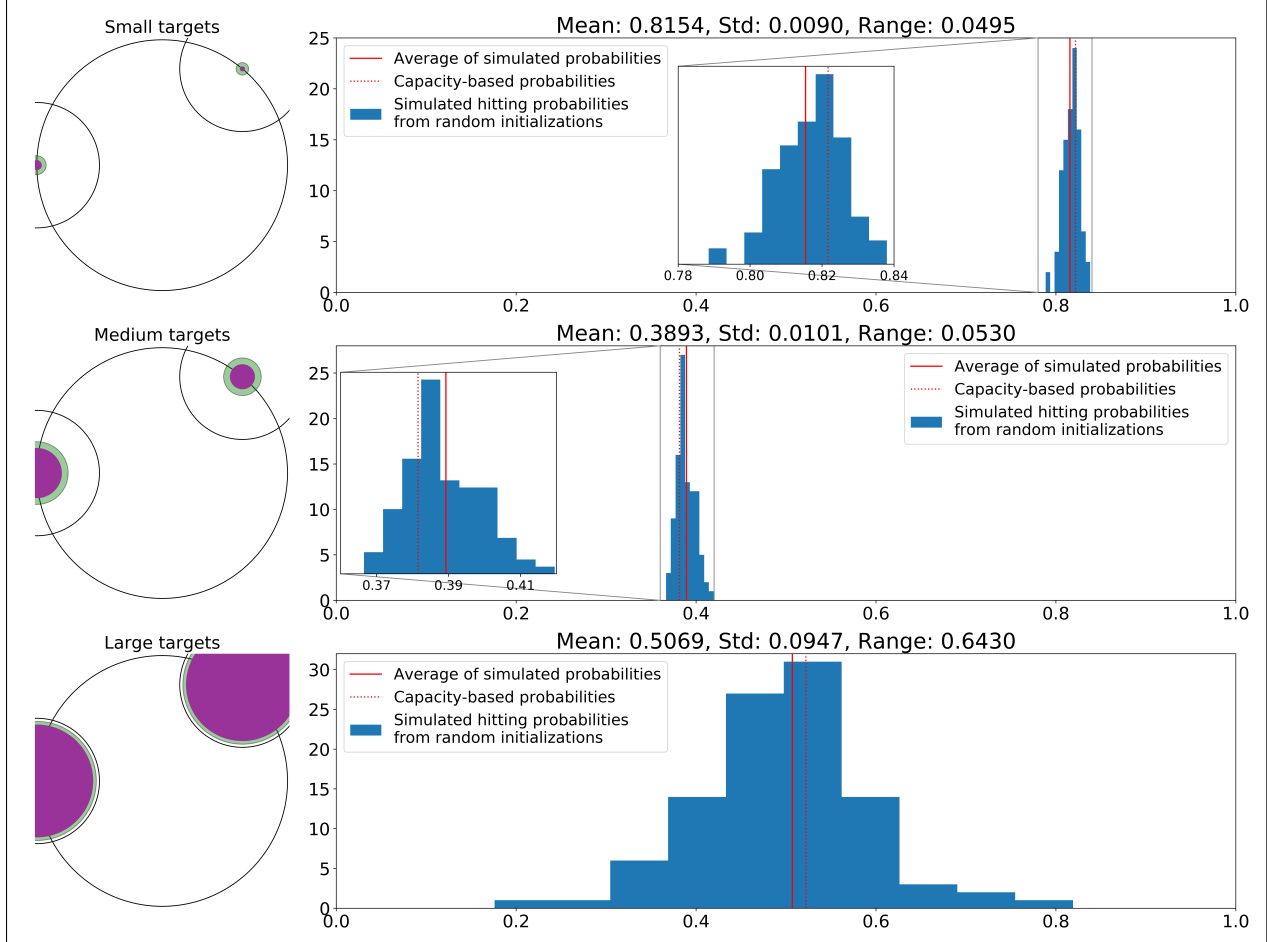 Small targets
Mean: 0.8154, Std: 0.0090, Range: 0.0495
Average of simulated probabilities
Capacity-based probabilities
Simulated hitting probabilities
from random initializations
25
20
15
10
5
0
0.78 0.80 0.82 0.84
0.0 0.2 0.4 0.6 0.8 1.0
Medium targets
Mean: 0.3893, Std: 0.0101, Range: 0.0530
Average of simulated probabilities
Capacity-based probabilities
Simulated hitting probabilities
from random initializations
25
20
15
10
5
0
0.37 0.39 0.41
0.0 0.2 0.4 0.6 0.8 1.0
Large targets
Mean: 0.5069, Std: 0.0947, Range: 0.6430
Average of simulated probabilities
Capacity-based probabilities
Simulated hitting probabilities
from random initializations
30
25
20
15
10
5
0
0.0 0.2 0.4 0.6 0.8 1.0